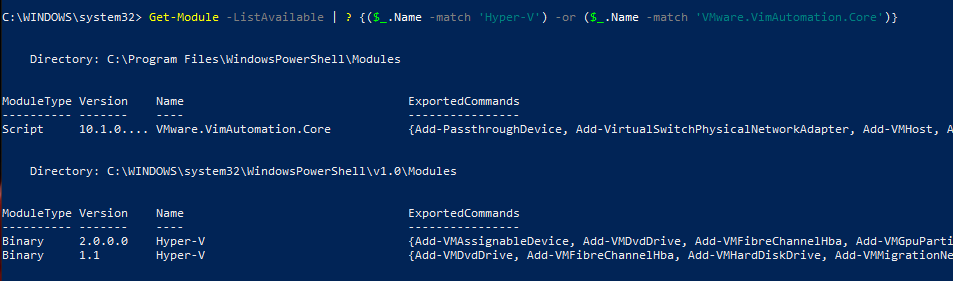 C:\WINDOWS\system32> Get-Module -ListAvailable | ? {($_.Name -match 'Hyper-V') -or ($_.Name -match 'VMware.VimAutomation.Core')}
Directory: C:\Program Files\WindowsPowerShell\Modules
ModuleType Version    Name                                ExportedCommands
---------- -------    ----                                ----------------
Script     10.1.0.... VMware.VimAutomation.Core           {Add-PassthroughDevice, Add-VirtualSwitchPhysicalNetworkAdapter, Add-VMHost, A
Directory: C:\WINDOWS\system32\WindowsPowerShell\v1.0\Modules
ModuleType Version    Name                                ExportedCommands
---------- -------    ----                                ----------------
Binary     2.0.0.0    Hyper-V                             {Add-VMAssignableDevice, Add-VMDvdDrive, Add-VMFibreChannelHba, Add-VMGpuParti
Binary     1.1        Hyper-V                             {Add-VMDvdDrive, Add-VMFibreChannelHba, Add-VMHardDiskDrive, Add-VMMigrationNe